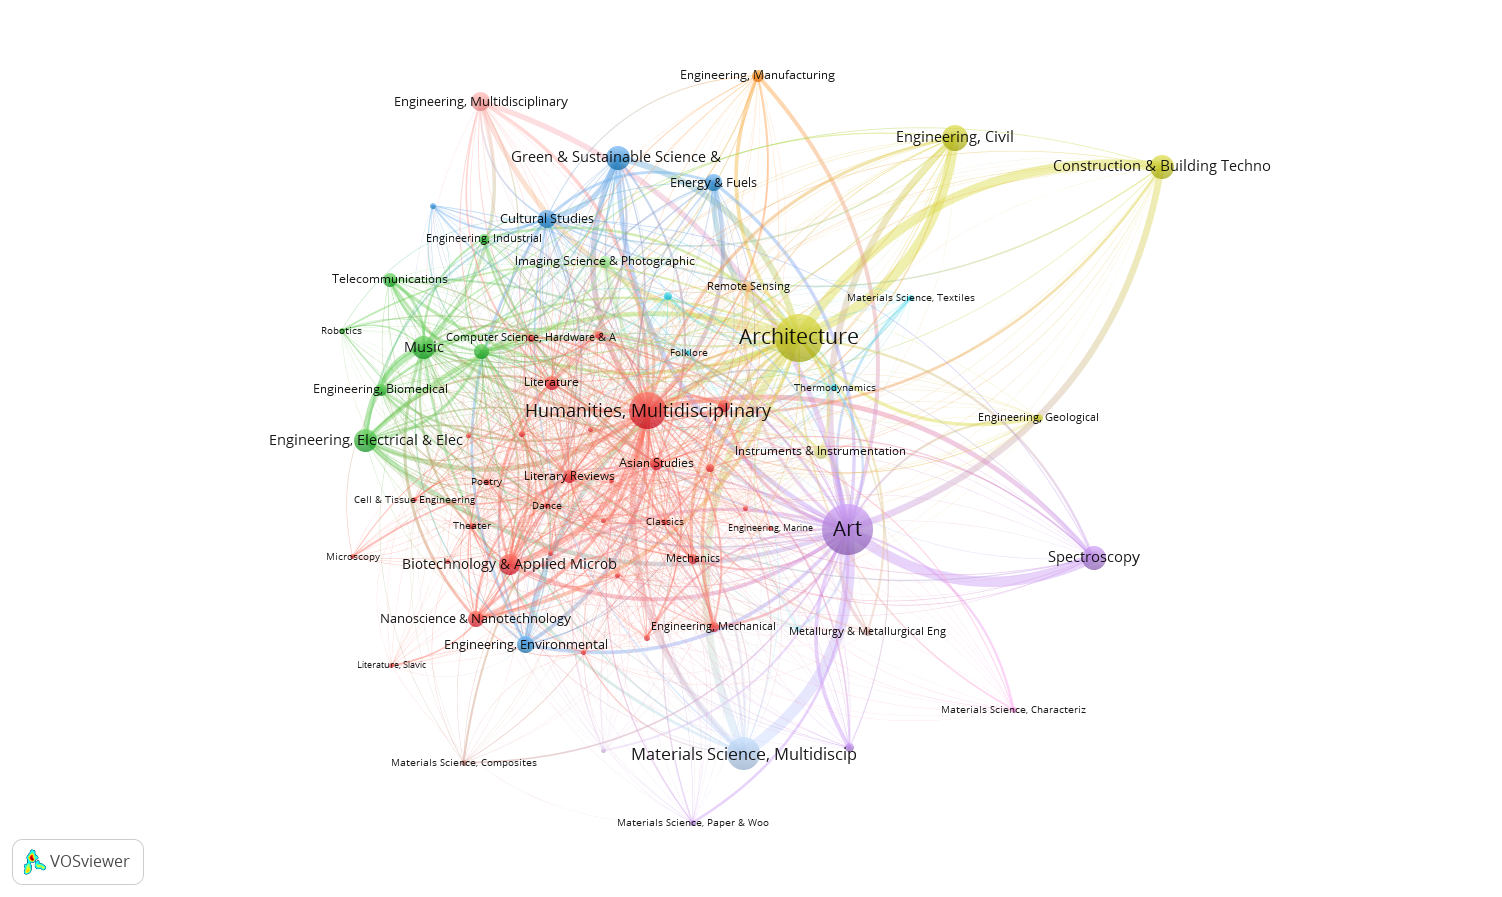 Engineering, Manufacturing
Engineering, Multidisciplinary
Engineering, Civil
Green & Sustainable Science &
Construction & Building Techno
Energy & Fuels
Cultural Studies
Engineering, Industrial
Imaging Science & Photographic
Telecommunications
Remote Sensing
Materials Science, Textiles
Robotics
Computer Science, Hardware & A
Architecture
Music
Folklore
Literature
Thermodynamics
Engineering, Biomedical
Humanities, Multidisciplinary
Engineering, Geological
Engineering, Electrical & Elec
Instruments & Instrumentation
Asian Studies
Literary Reviews
Poetry
Cell & Tissue Engineering
Dance
Classics
Theater
Engineering, Marine
Art
Microscopy
Mechanics
Spectroscopy
Biotechnology & Applied Microb
Nanoscience & Nanotechnology
Engineering, Mechanical
Metallurgy & Metallurgical Eng
Engineering, Environmental
Literature, Slavic
Materials Science, Characteriz
Materials Science, Multidiscip
Materials Science, Composites
Materials Science, Paper & Woo
VOSviewer